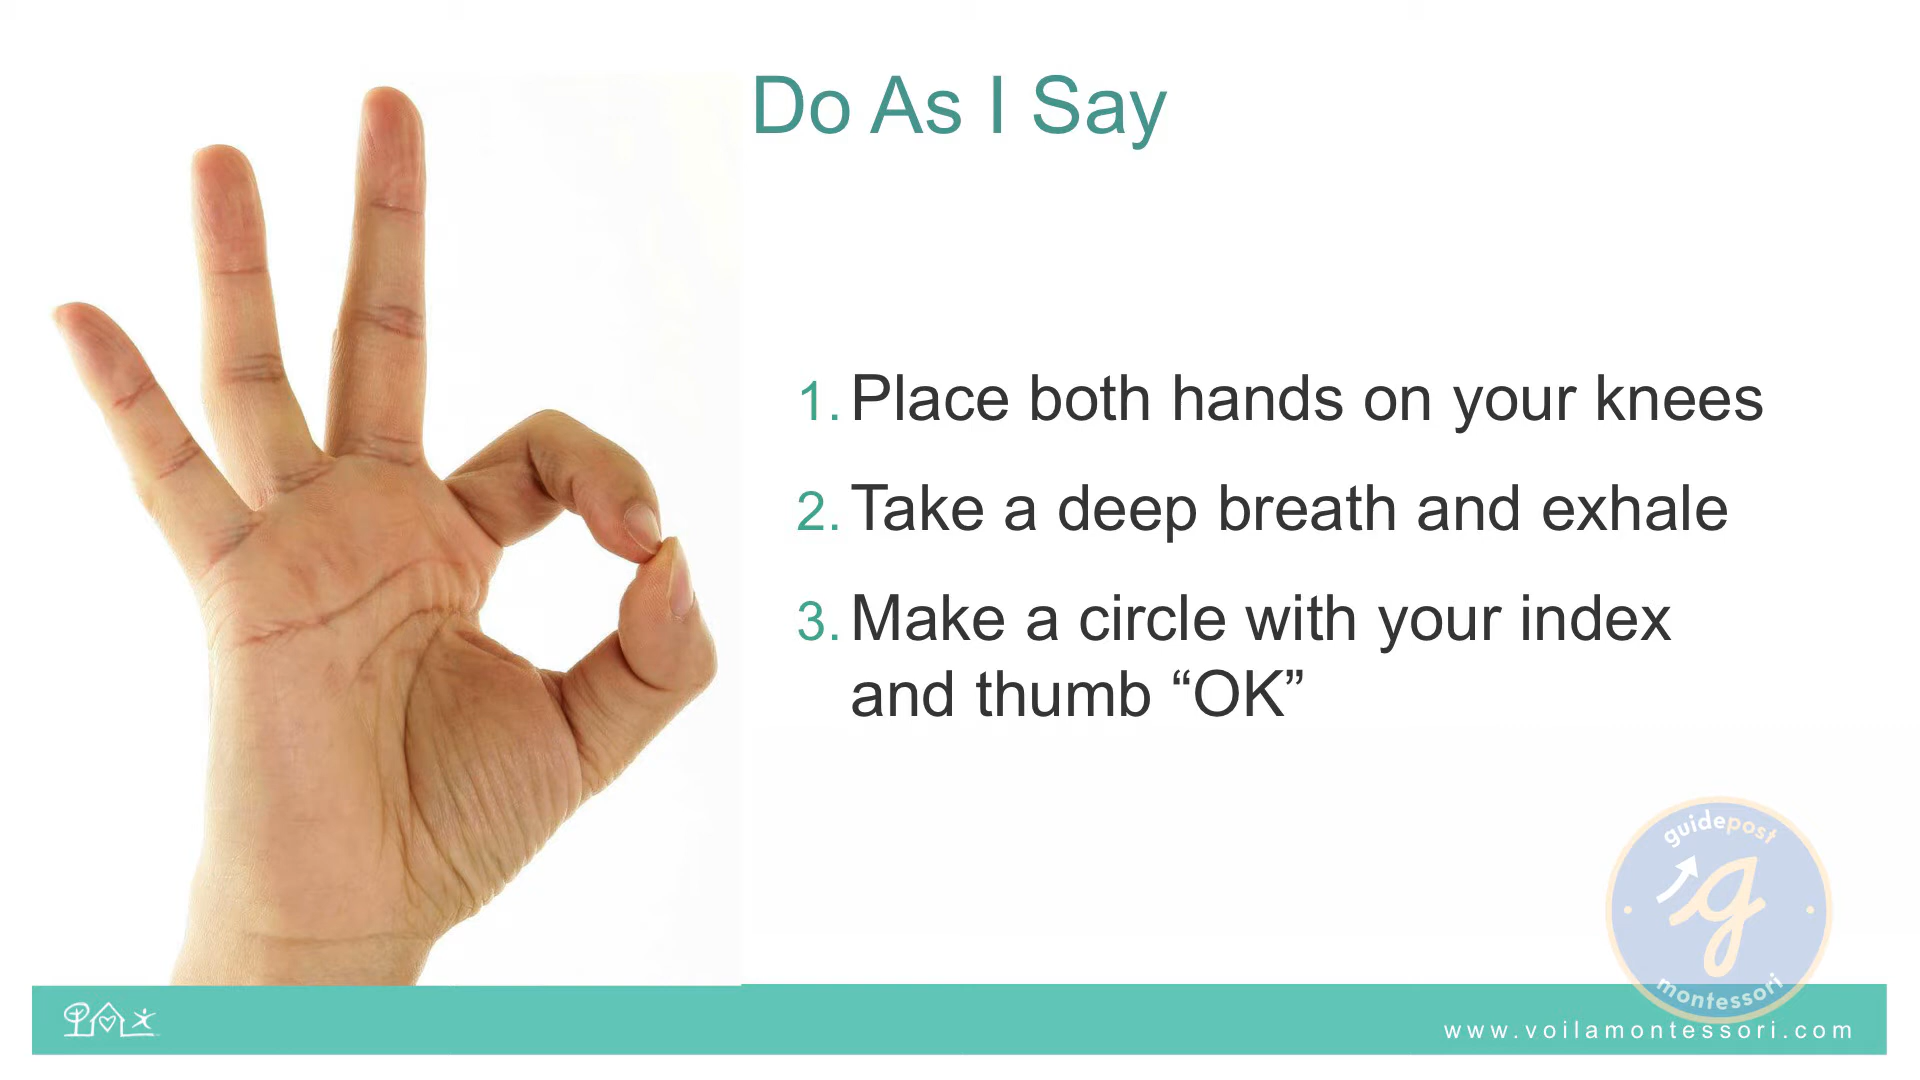 Do As I Say
1. Place both hands on your knees
2. Take a deep breath and exhale
3. Make a circle with your index
and thumb “OK”
guidepost
g
montessori
www.voilamontessori.com